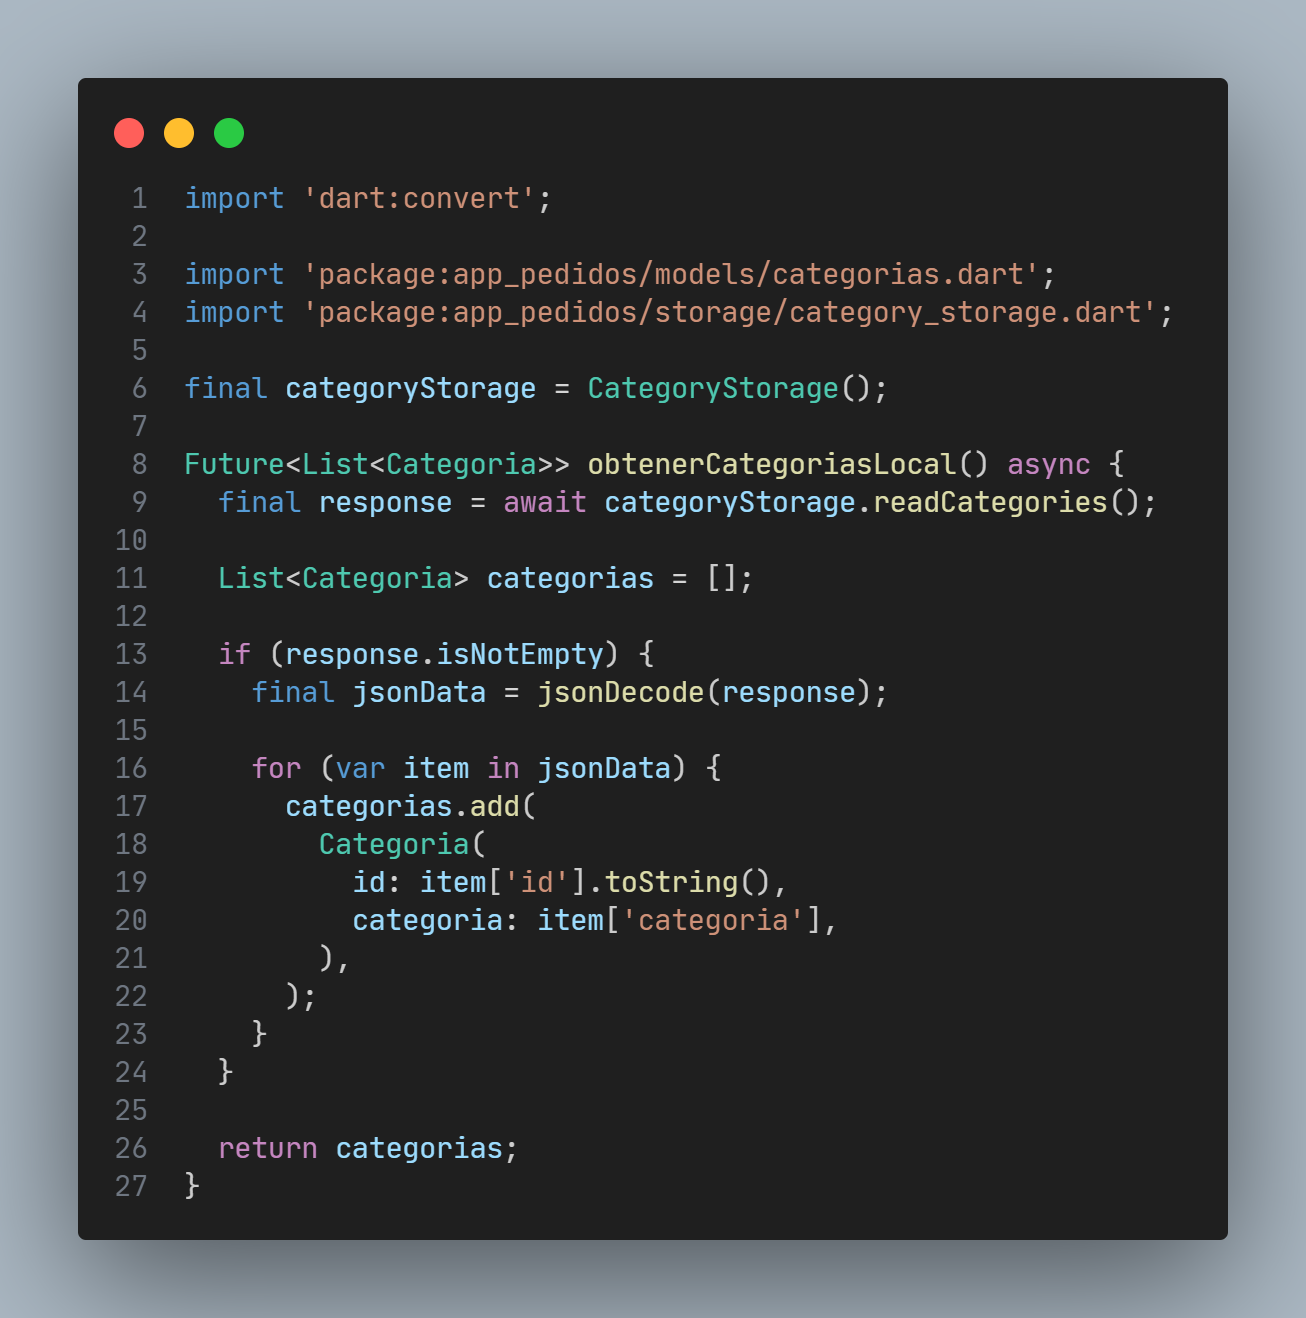 1 import 'dart:convert';
2
3 import 'package:app_pedidos/models/categorias.dart';
4 import 'package:app_pedidos/storage/category_storage.dart';
5
6 final categoryStorage = CategoryStorage();
7
8 Future<List<Categoria>> obtenerCategoriasLocal() async {
9   final response = await categoryStorage.readCategories();
10
11   List<Categoria> categorias = [];
12
13   if (response.isNotEmpty) {
14     final jsonData = jsonDecode(response);
15
16     for (var item in jsonData) {
17       categorias.add(
18         Categoria(
19           id: item['id'].toString(),
20           categoria: item['categoria'],
21         ),
22       );
23     }
24   }
25
26   return categorias;
27 }